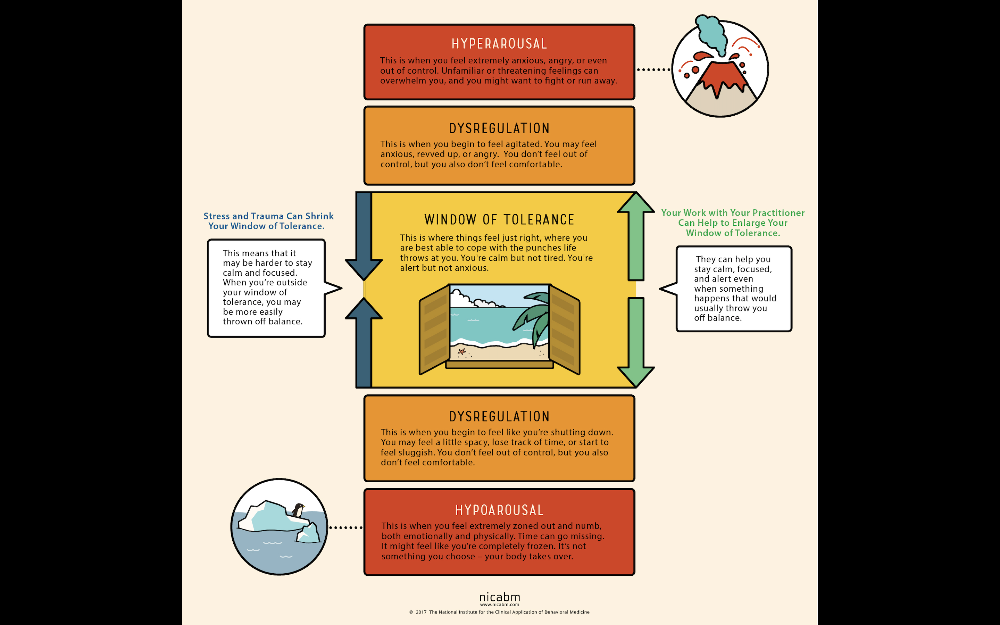 HYPERAROUSAL
This is when you feel extremely anxious, angry, or even
out of control. Unfamiliar or threatening feelings can
overwhelm you, and you might want to fight or run away.
DYSREGULATION
This is when you begin to feel agitated. You may feel
anxious, revved up, or angry.  You don’t feel out of
control, but you also don’t feel comfortable.
Stress and Trauma Can Shrink
Your Window of Tolerance.
This means that it
may be harder to stay
calm and focused.
When you’re outside
your window of
tolerance, you may
be more easily
thrown off balance.
WINDOW OF TOLERANCE
This is where things feel just right, where you
are best able to cope with the punches life
throws at you. You're calm but not tired. You're
alert but not anxious.
Your Work with Your Practitioner
Can Help to Enlarge Your
Window of Tolerance.
They can help you
stay calm, focused,
and alert even
when something
happens that would
usually throw you
off balance.
DYSREGULATION
This is when you begin to feel like you’re shutting down.
You may feel a little spacy, lose track of time, or start to
feel sluggish. You don’t feel out of control, but you also
don’t feel comfortable.
HYPOAROUSAL
This is when you feel extremely zoned out and numb,
both emotionally and physically. Time can go missing.
It might feel like you’re completely frozen. It’s not
something you choose – your body takes over.
nicabm
www.nicabm.com
© 2017 The National Institute for the Clinical Application of Behavioral Medicine